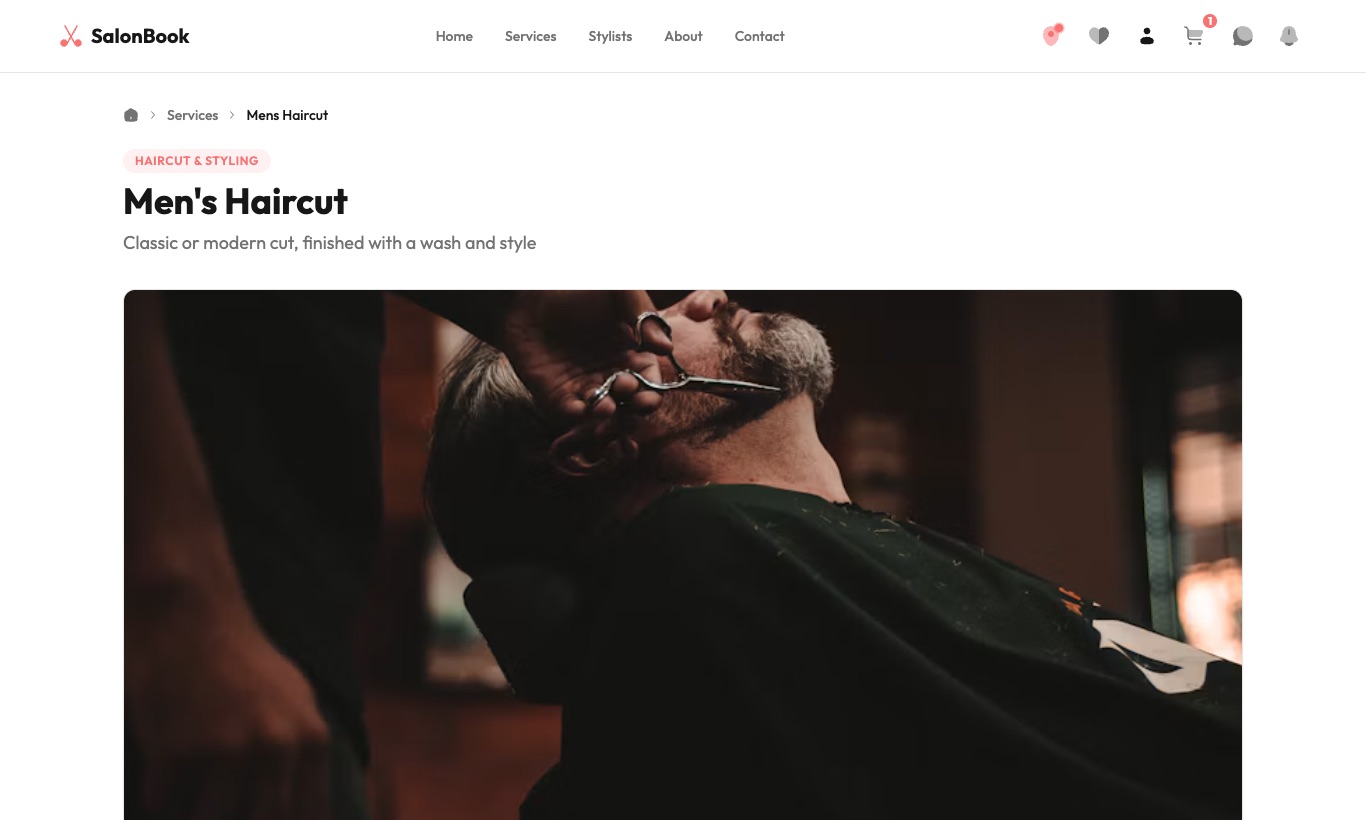 SalonBook
Home Services Stylists About Contact
1
Services Mens Haircut
HAIRCUT & STYLING
Men's Haircut
Classic or modern cut, finished with a wash and style